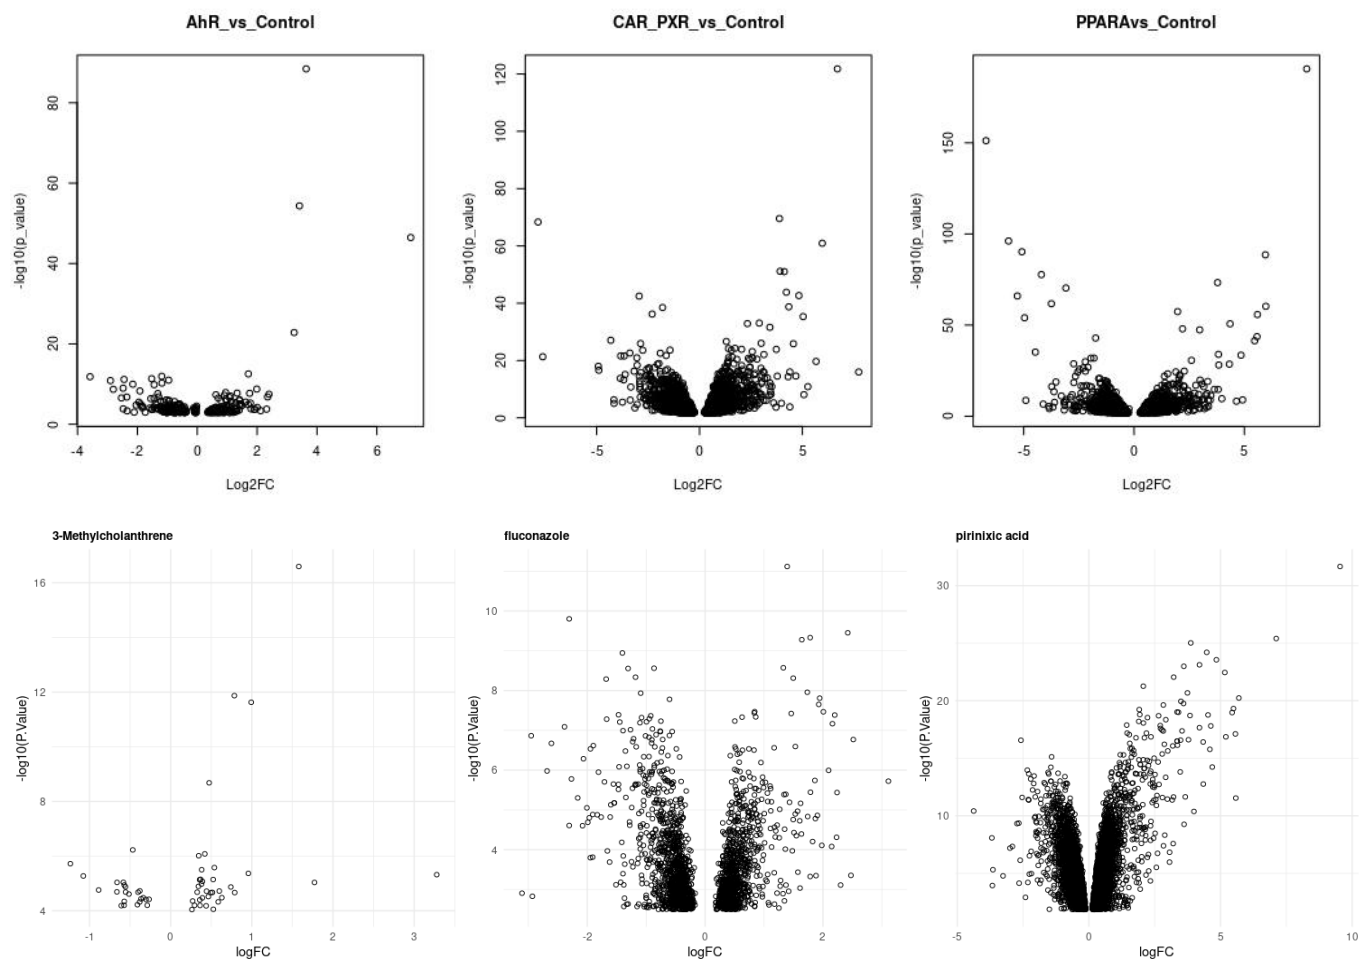 AhR_vs_Control
CAR_PXR_vs_Control
PPARAvs_Control
-log10(p_value)
80
60
40
20
0
-4 -2 0 2 4 6
Log2FC
-log10(p_value)
120
100
80
60
40
20
0
-5 0 5
Log2FC
-log10(p_value)
150
100
50
0
-5 0 5
Log2FC
3-Methylcholanthrene
fluconazole
pirinixic acid
-log10(P.Value)
16
12
8
4
-1 0 1 2 3
logFC
-log10(P.Value)
10
8
6
4
-2 0 2
logFC
-log10(P.Value)
30
20
10
-5 0 5 10
logFC